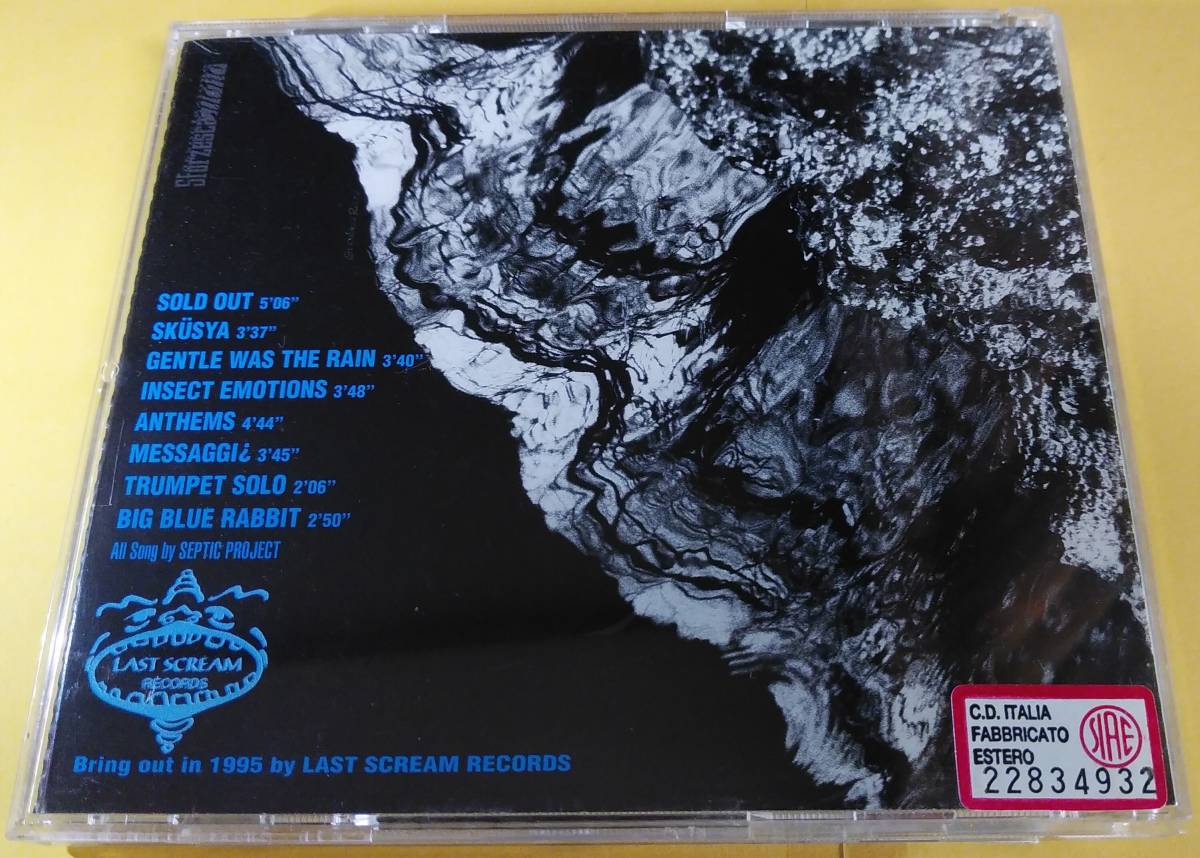 SOLD OUT 5'06"
SKÜSYA 3'37"
GENTLE WAS THE RAIN 3'40"
INSECT EMOTIONS 3'48"
ANTHEMS 4'44"
MESSAGGI¿ 3'45"
TRUMPET SOLO 2'06"
BIG BLUE RABBIT 2'50"
All Song by SEPTIC PROJECT
LAST SCREAM
RECORDS
Bring out in 1995 by LAST SCREAM RECORDS
C.D. ITALIA
FABBRICATO
ESTERO
SIAE
22834932